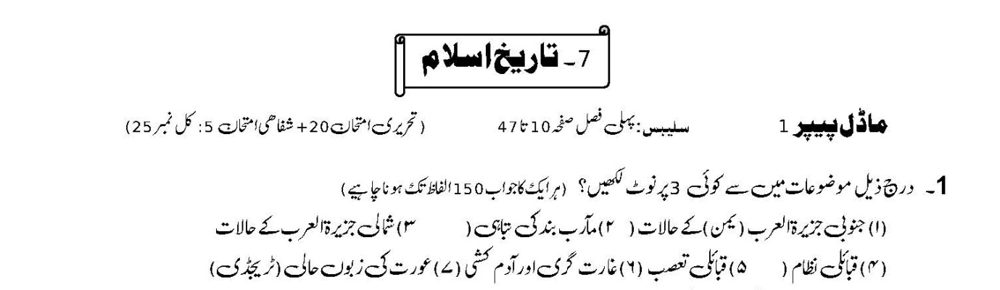 7۔ تاریخ اسلام
ماڈل پیپر 1 سلیبس: پہلی فصل صفحہ 10 تا 47 (تحریری امتحان 20+ شفاھی امتحان 5: کل نمبر 25)
1۔ درج ذیل موضوعات میں سے کوئی 3 پر نوٹ لکھیں؟ (ہر ایک کا جواب 150 الفاظ تک ہونا چاہیے)
(۱) جنوبی جزیرۃ العرب (یمن) کے حالات (۲) مآرب بند کی تباہی (۳) شمالی جزیرۃ العرب کے حالات
(۴) قبائلی نظام (۵) قبائلی تعصب (۶) غارت گری اور آدم کشی (۷) عورت کی زبوں حالی (ٹریجڈی)